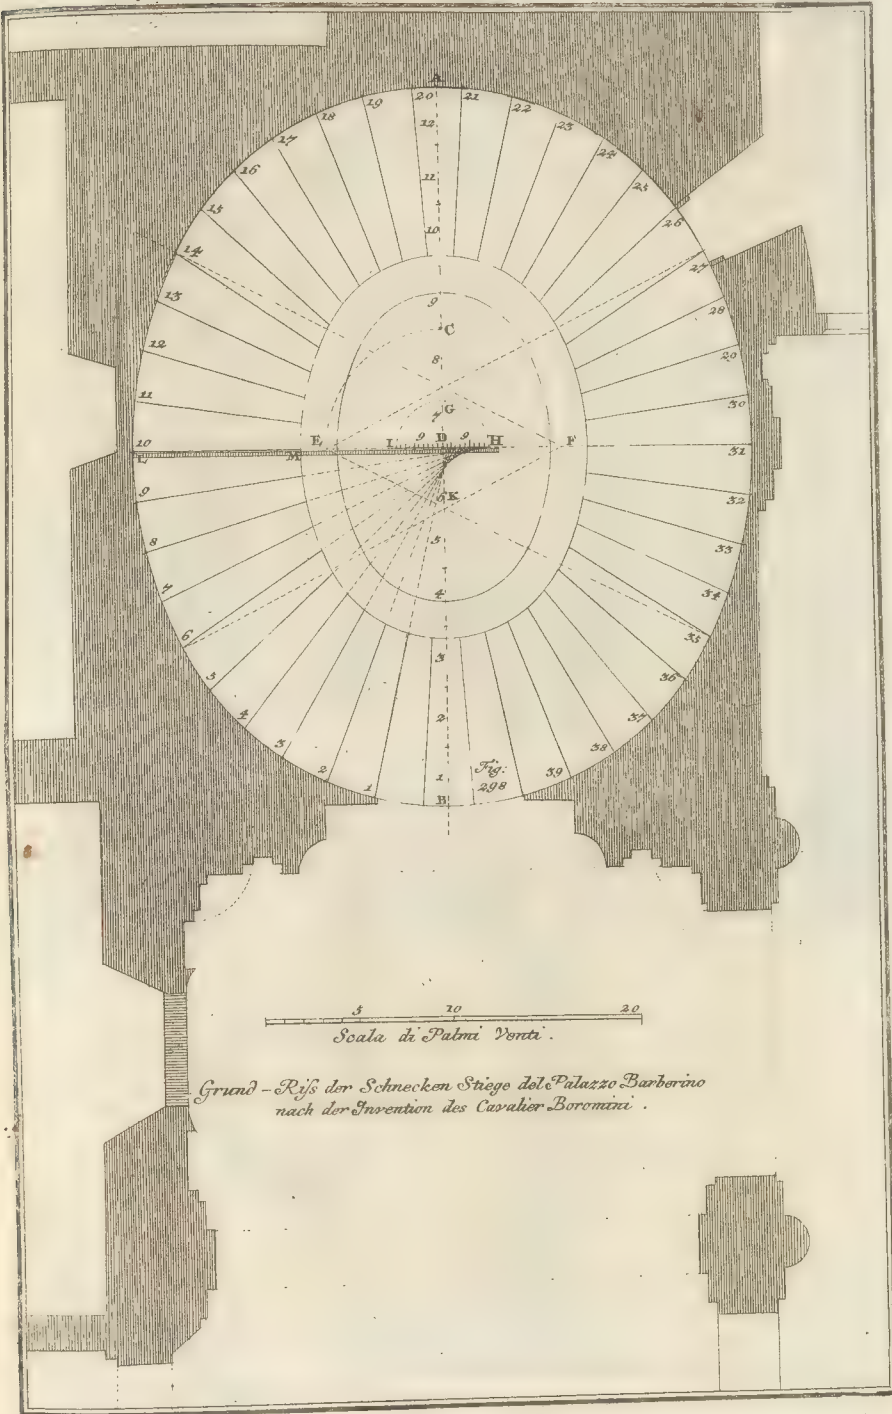 A
19 20 21
18 12 22
17 23
16 24
11 25
15 10 26
14 27
13 9 28
C
12 8 29
11 G 30
7
10 E I 9 D 9 H F 31
L M
9 K 32
6
8 5 33
7 4 34
6 35
5 3 36
4 2 37
3 38
2 1 39
1 B
Fig:
298
5 10 20
Scala di Palmi Venti.
Grund-Riſs der Schnecken Stiege del Palazzo Barberino
nach der Invention des Cavalier Boromini.